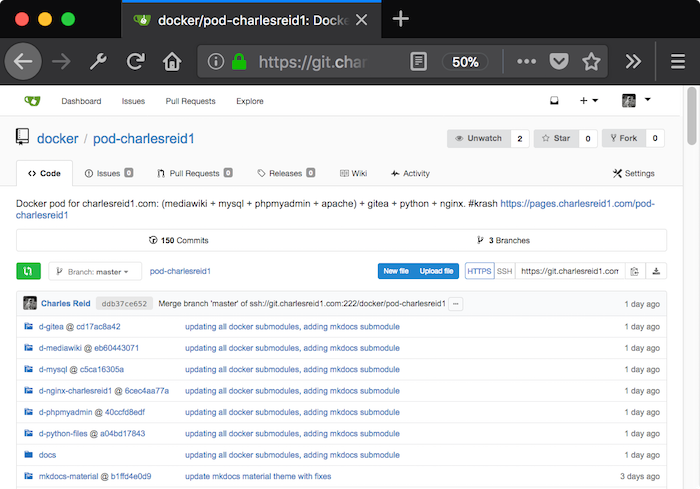 docker/pod-charlesreid1: Docke
https://git.char
50%
Dashboard Issues Pull Requests Explore
docker / pod-charlesreid1
Unwatch 2 Star 0 Fork 0
Code Issues 0 Pull Requests 0 Releases 0 Wiki Activity Settings
Docker pod for charlesreid1.com: (mediawiki + mysql + phpmyadmin + apache) + gitea + python + nginx. #krash https://pages.charlesreid1.com/pod-
charlesreid1
150 Commits 3 Branches
Branch: master pod-charlesreid1 New file Upload file HTTPS SSH https://git.charlesreid1.com
Charles Reid ddb37ce652 Merge branch 'master' of ssh://git.charlesreid1.com:222/docker/pod-charlesreid1 ... 1 day ago
d-gitea @ cd17ac8a42 updating all docker submodules, adding mkdocs submodule 1 day ago
d-mediawiki @ eb60443071 updating all docker submodules, adding mkdocs submodule 1 day ago
d-mysql @ c5ca16305a updating all docker submodules, adding mkdocs submodule 1 day ago
d-nginx-charlesreid1 @ 6cec4aa77a updating all docker submodules, adding mkdocs submodule 1 day ago
d-phpmyadmin @ 40ccfd8edf updating all docker submodules, adding mkdocs submodule 1 day ago
d-python-files @ a04bd17843 updating all docker submodules, adding mkdocs submodule 1 day ago
docs updating all docker submodules, adding mkdocs submodule 1 day ago
mkdocs-material @ b1ffd4e0d9 update mkdocs material theme with fixes 3 days ago